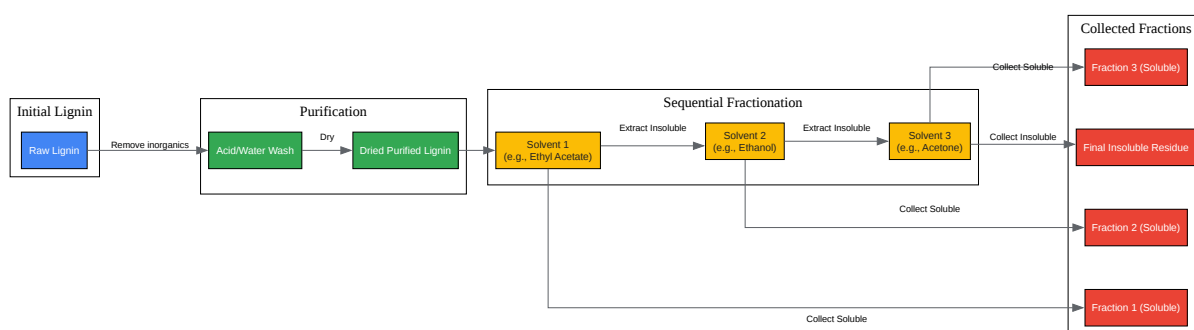 Initial Lignin
Raw Lignin
Remove inorganics
Purification
Acid/Water Wash
Dry
Dried Purified Lignin
Sequential Fractionation
Solvent 1
(e.g., Ethyl Acetate)
Extract Insoluble
Solvent 2
(e.g., Ethanol)
Extract Insoluble
Solvent 3
(e.g., Acetone)
Collect Soluble
Collect Insoluble
Collect Soluble
Collect Soluble
Collected Fractions
Fraction 3 (Soluble)
Final Insoluble Residue
Fraction 2 (Soluble)
Fraction 1 (Soluble)